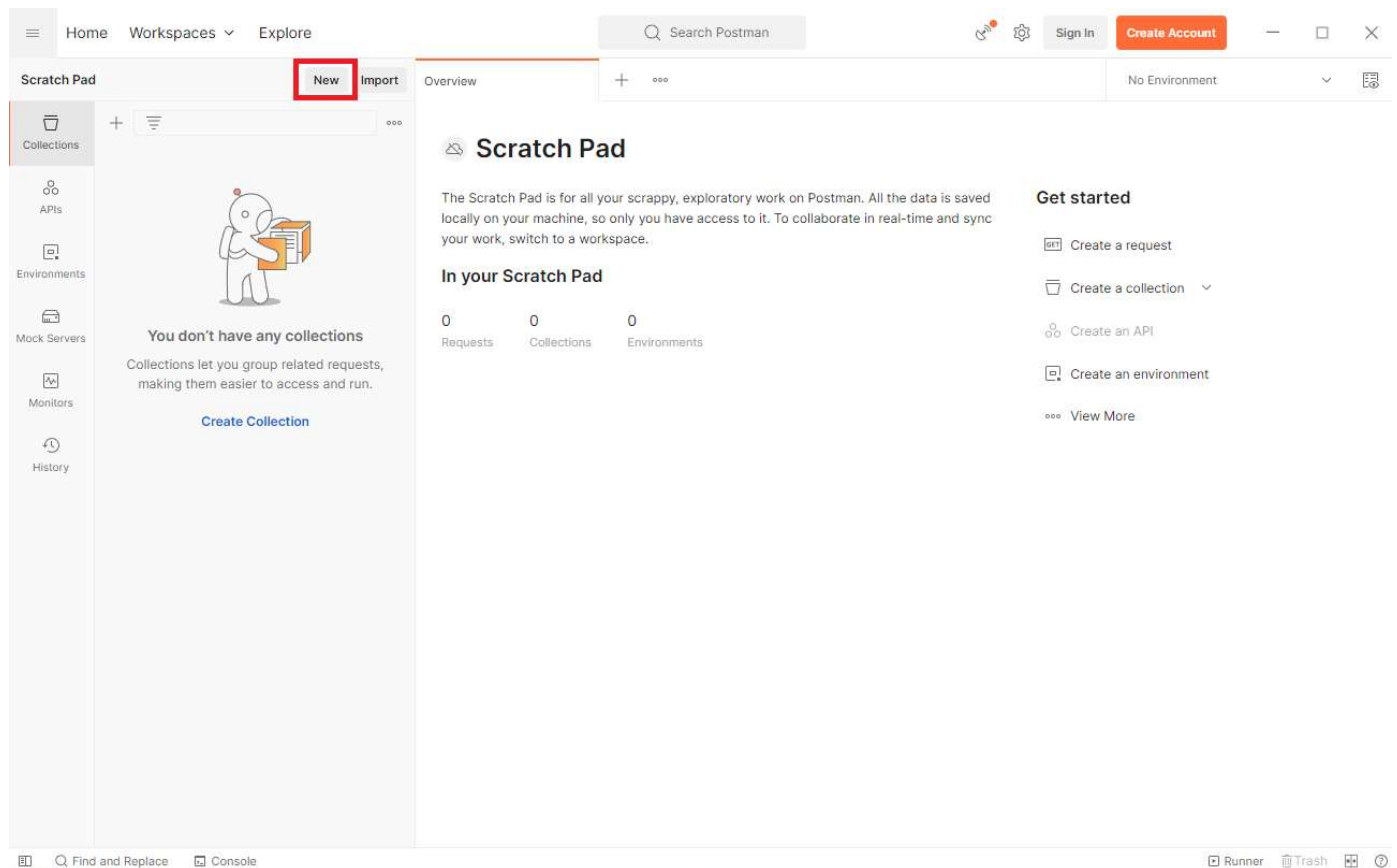 Home Workspaces Explore
Search Postman
Sign In Create Account
Scratch Pad New Import
Overview
No Environment
Collections
APIs
Environments
Mock Servers
Monitors
History
You don't have any collections
Collections let you group related requests,
making them easier to access and run.
Create Collection
Scratch Pad
The Scratch Pad is for all your scrappy, exploratory work on Postman. All the data is saved
locally on your machine, so only you have access to it. To collaborate in real-time and sync
your work, switch to a workspace.
In your Scratch Pad
0 0 0
Requests Collections Environments
Get started
GET Create a request
Create a collection
Create an API
Create an environment
View More
Find and Replace Console
Runner Trash